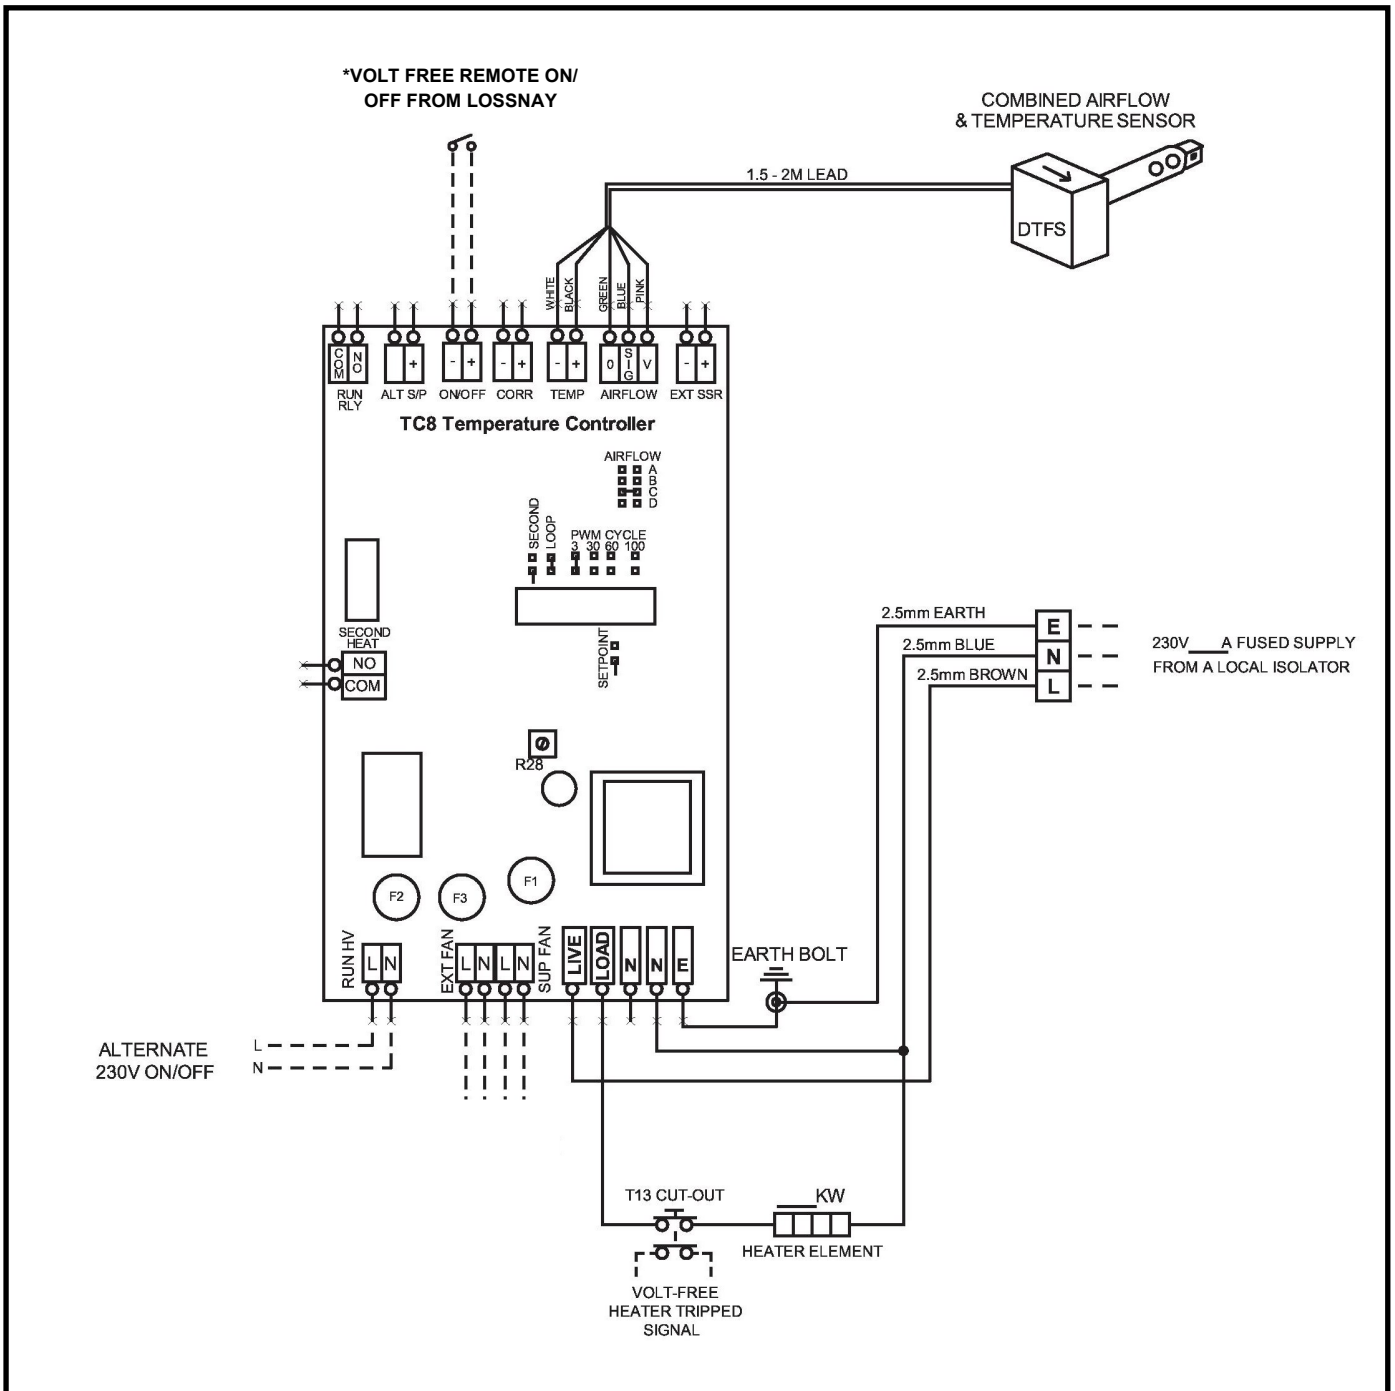 *VOLT FREE REMOTE ON/
OFF FROM LOSSNAY
COMBINED AIRFLOW
& TEMPERATURE SENSOR
1.5 - 2M LEAD
DTFS
WHITE
BLACK
GREEN
BLUE
PINK
COM
NO
+
- +
- +
- +
0 SIG V
- +
RUN
RLY
ALT S/P
ON/OFF
CORR
TEMP
AIRFLOW
EXT SSR
TC8 Temperature Controller
AIRFLOW
A
B
C
D
SECOND
LOOP
PWM CYCLE
3 30 60 100
SECOND
HEAT
NO
COM
SETPOINT
2.5mm EARTH
2.5mm BLUE
2.5mm BROWN
E
N
L
230V____A FUSED SUPPLY
FROM A LOCAL ISOLATOR
R28
F2
F3
F1
RUN HV
L N
EXT FAN
L N L N
SUP FAN
LIVE
LOAD
N
N
E
EARTH BOLT
ALTERNATE
230V ON/OFF
L
N
T13 CUT-OUT
____KW
HEATER ELEMENT
VOLT-FREE
HEATER TRIPPED
SIGNAL